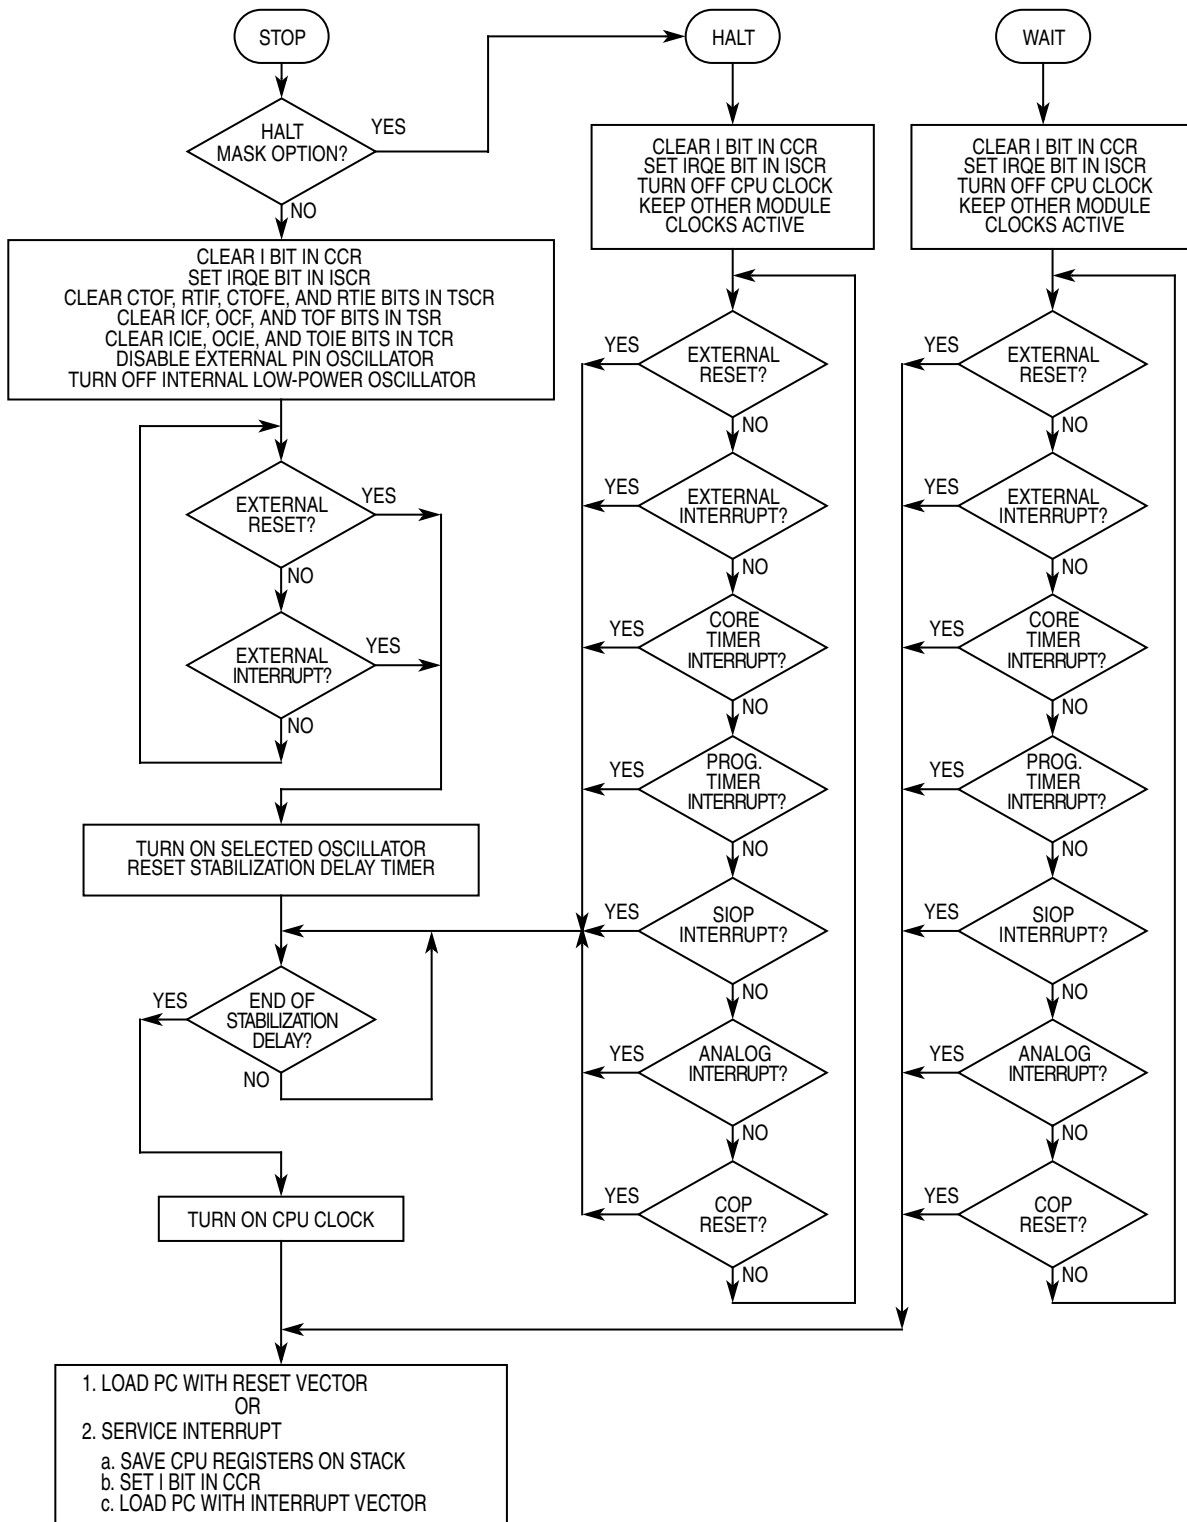 STOP
HALT
MASK OPTION?
YES
NO
CLEAR I BIT IN CCR
SET IRQE BIT IN ISCR
CLEAR CTOF, RTIF, CTOFE, AND RTIE BITS IN TSCR
CLEAR ICF, OCF, AND TOF BITS IN TSR
CLEAR ICIE, OCIE, AND TOIE BITS IN TCR
DISABLE EXTERNAL PIN OSCILLATOR
TURN OFF INTERNAL LOW-POWER OSCILLATOR
EXTERNAL
RESET?
YES
NO
EXTERNAL
INTERRUPT?
YES
NO
TURN ON SELECTED OSCILLATOR
RESET STABILIZATION DELAY TIMER
END OF
STABILIZATION
DELAY?
YES
NO
TURN ON CPU CLOCK
1. LOAD PC WITH RESET VECTOR
OR
2. SERVICE INTERRUPT
a. SAVE CPU REGISTERS ON STACK
b. SET I BIT IN CCR
c. LOAD PC WITH INTERRUPT VECTOR
HALT
CLEAR I BIT IN CCR
SET IRQE BIT IN ISCR
TURN OFF CPU CLOCK
KEEP OTHER MODULE
CLOCKS ACTIVE
EXTERNAL
RESET?
YES
NO
EXTERNAL
INTERRUPT?
YES
NO
CORE
TIMER
INTERRUPT?
YES
NO
PROG.
TIMER
INTERRUPT?
YES
NO
SIOP
INTERRUPT?
YES
NO
ANALOG
INTERRUPT?
YES
NO
COP
RESET?
YES
NO
WAIT
CLEAR I BIT IN CCR
SET IRQE BIT IN ISCR
TURN OFF CPU CLOCK
KEEP OTHER MODULE
CLOCKS ACTIVE
EXTERNAL
RESET?
YES
NO
EXTERNAL
INTERRUPT?
YES
NO
CORE
TIMER
INTERRUPT?
YES
NO
PROG.
TIMER
INTERRUPT?
YES
NO
SIOP
INTERRUPT?
YES
NO
ANALOG
INTERRUPT?
YES
NO
COP
RESET?
YES
NO